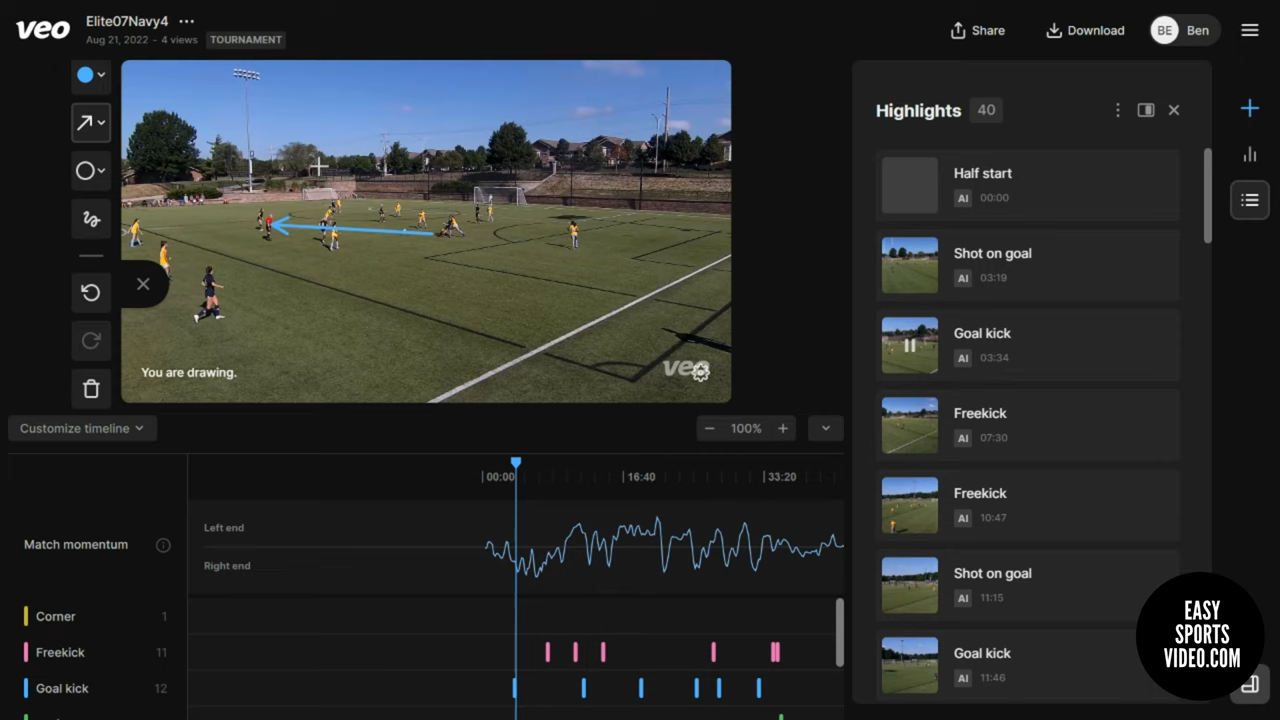 veo
Elite07Navy4 ...
Aug 21, 2022 - 4 views TOURNAMENT
Share
Download
BE Ben
You are drawing.
veo
Highlights 40
Half start
AI 00:00
Shot on goal
AI 03:19
Goal kick
AI 03:34
Freekick
AI 07:30
Freekick
AI 10:47
Shot on goal
AI 11:15
Goal kick
AI 11:46
Customize timeline
100%
00:00
16:40
33:20
Match momentum
Left end
Right end
Corner 1
Freekick 11
Goal kick 12
EASY
SPORTS
VIDEO.COM